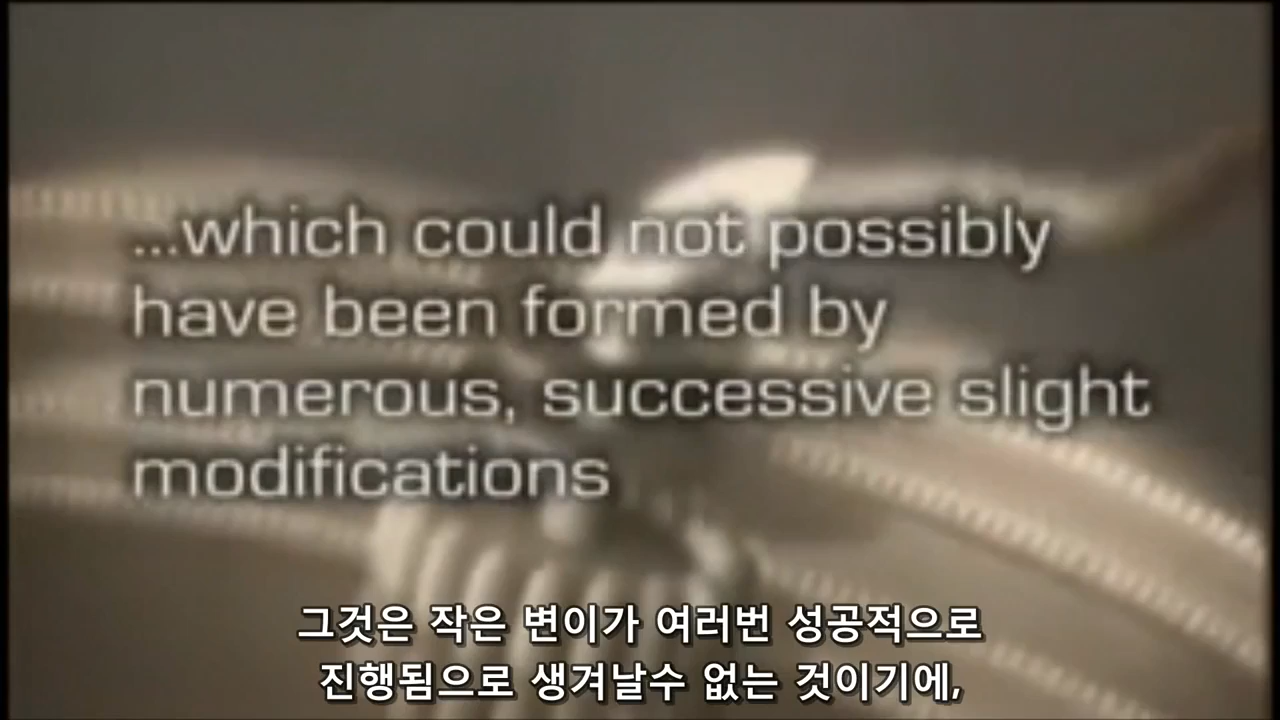 ...which could not possibly
have been formed by
numerous, successive slight
modifications
그것은 작은 변이가 여러번 성공적으로
진행됨으로 생겨날수 없는 것이기에,